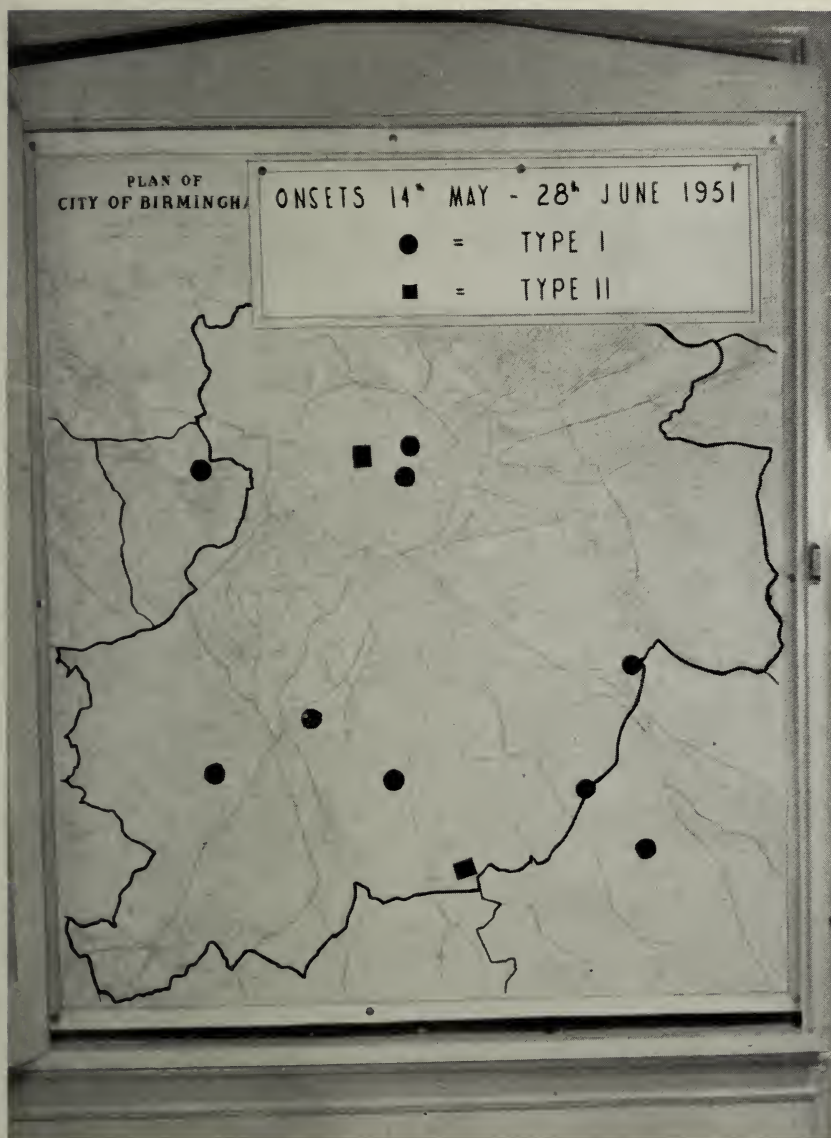 PLAN OF
CITY OF BIRMINGHA
ONSETS 14ᵗʰ MAY - 28ᵗʰ JUNE 1951
= TYPE I
= TYPE II